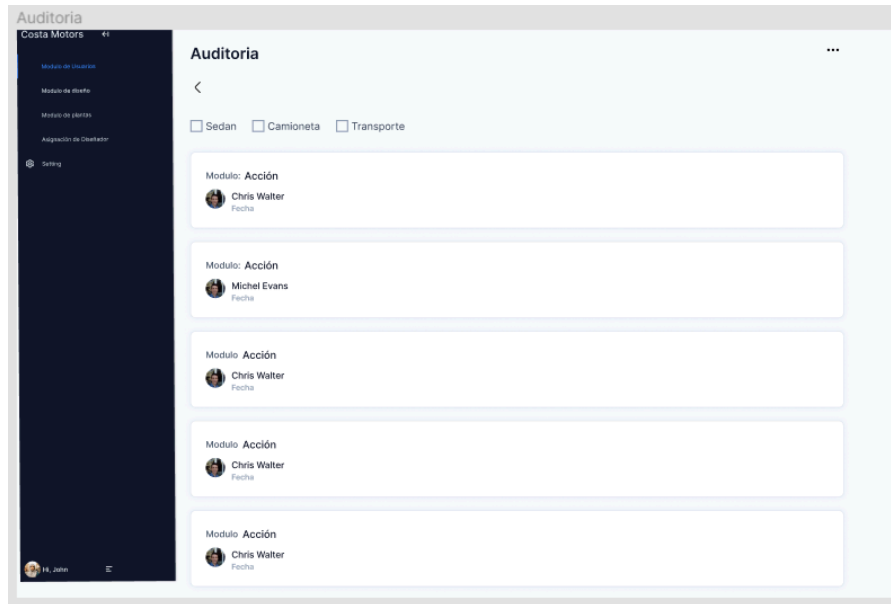 Auditoria
Costa Motors
Modulo de Usuarios
Modulo de diseño
Modulo de plantas
Asignación de Diseñador
Setting
Hi, John
Auditoria
Sedan Camioneta Transporte
Modulo: Acción
Chris Walter
Fecha
Modulo: Acción
Michel Evans
Fecha
Modulo Acción
Chris Walter
Fecha
Modulo Acción
Chris Walter
Fecha
Modulo Acción
Chris Walter
Fecha